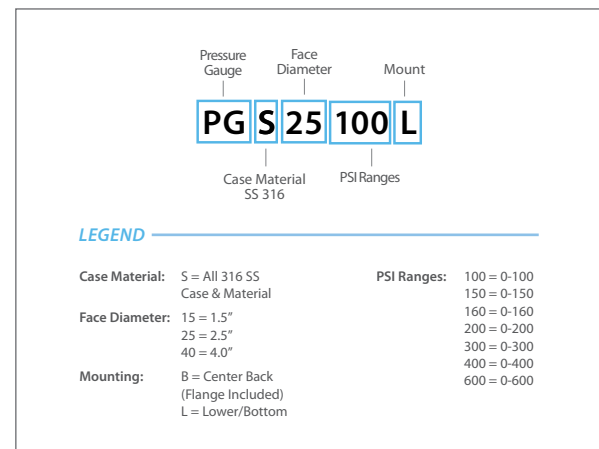 Pressure Gauge
Face Diameter
Mount
PG S 25 100 L
Case Material SS 316
PSI Ranges
LEGEND
Case Material: S = All 316 SS
Case & Material
Face Diameter: 15 = 1.5″
25 = 2.5″
40 = 4.0″
Mounting: B = Center Back
(Flange Included)
L = Lower/Bottom
PSI Ranges: 100 = 0-100
150 = 0-150
160 = 0-160
200 = 0-200
300 = 0-300
400 = 0-400
600 = 0-600